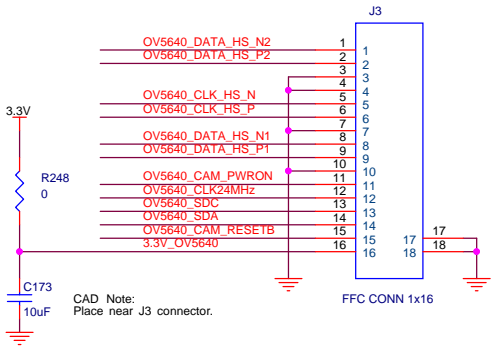 J3
OV5640_DATA_HS_N2 1 1
OV5640_DATA_HS_P2 2 2
3 3
4 4
OV5640_CLK_HS_N 5 5
OV5640_CLK_HS_P 6 6
3.3V
7 7
OV5640_DATA_HS_N1 8 8
OV5640_DATA_HS_P1 9 9
10 10
R248
0
OV5640_CAM_PWRON 11 11
OV5640_CLK24MHz 12 12
OV5640_SDC 13 13
OV5640_SDA 14 14
OV5640_CAM_RESETB 15 15 17 17
3.3V_OV5640 16 16 18 18
C173
10uF
CAD Note:
Place near J3 connector.
FFC CONN 1x16